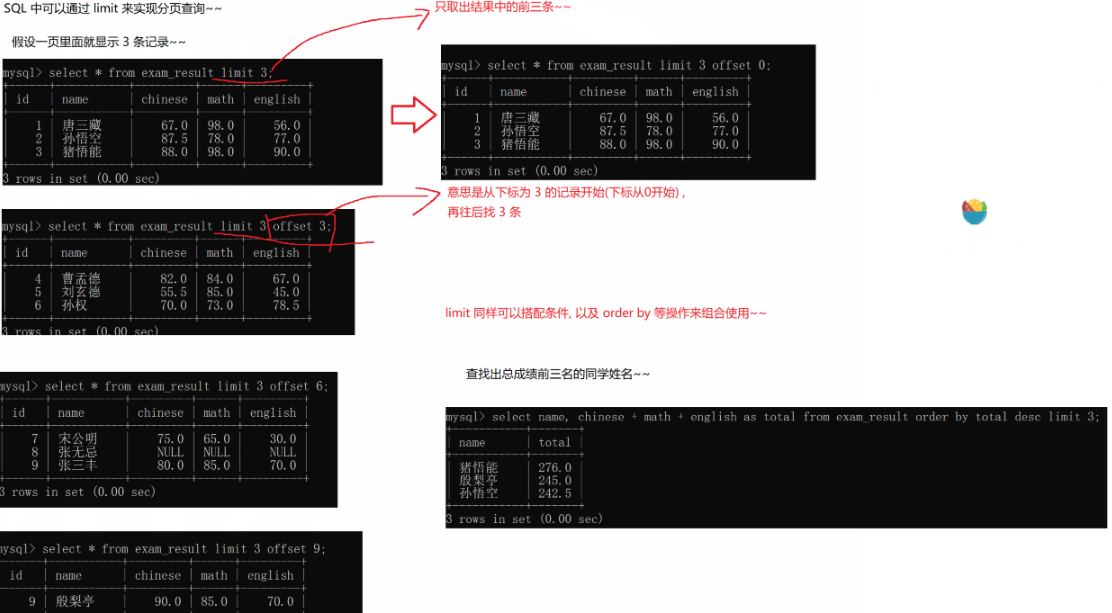 SQL 中可以通过 limit 来实现分页查询~~
只取出结果中的前三条~~
假设一页里面就显示 3 条记录~~
mysql> select * from exam_result limit 3;
| id | name | chinese | math | english |
| 1 | 唐三藏 | 67.0 | 98.0 | 56.0 |
| 2 | 孙悟空 | 87.5 | 78.0 | 77.0 |
| 3 | 猪悟能 | 88.0 | 98.0 | 90.0 |
3 rows in set (0.00 sec)
mysql> select * from exam_result limit 3 offset 0;
| id | name | chinese | math | english |
| 1 | 唐三藏 | 67.0 | 98.0 | 56.0 |
| 2 | 孙悟空 | 87.5 | 78.0 | 77.0 |
| 3 | 猪悟能 | 88.0 | 98.0 | 90.0 |
3 rows in set (0.00 sec)
意思是从下标为 3 的记录开始(下标从0开始) ,
再往后找 3 条
mysql> select * from exam_result limit 3 offset 3;
| id | name | chinese | math | english |
| 4 | 曹孟德 | 82.0 | 84.0 | 67.0 |
| 5 | 刘玄德 | 55.5 | 85.0 | 45.0 |
| 6 | 孙权 | 70.0 | 73.0 | 78.5 |
3 rows in set (0.00 sec)
limit 同样可以搭配条件, 以及 order by 等操作来组合使用~~
mysql> select * from exam_result limit 3 offset 6;
| id | name | chinese | math | english |
| 7 | 宋公明 | 75.0 | 65.0 | 30.0 |
| 8 | 张无忌 | NULL | NULL | NULL |
| 9 | 张三丰 | 80.0 | 85.0 | 70.0 |
3 rows in set (0.00 sec)
查找出总成绩前三名的同学姓名~~
mysql> select name, chinese + math + english as total from exam_result order by total desc limit 3;
| name | total |
| 猪悟能 | 276.0 |
| 殷梨亭 | 245.0 |
| 孙悟空 | 242.5 |
3 rows in set (0.00 sec)
mysql> select * from exam_result limit 3 offset 9;
| id | name | chinese | math | english |
| 9 | 殷梨亭 | 90.0 | 85.0 | 70.0 |